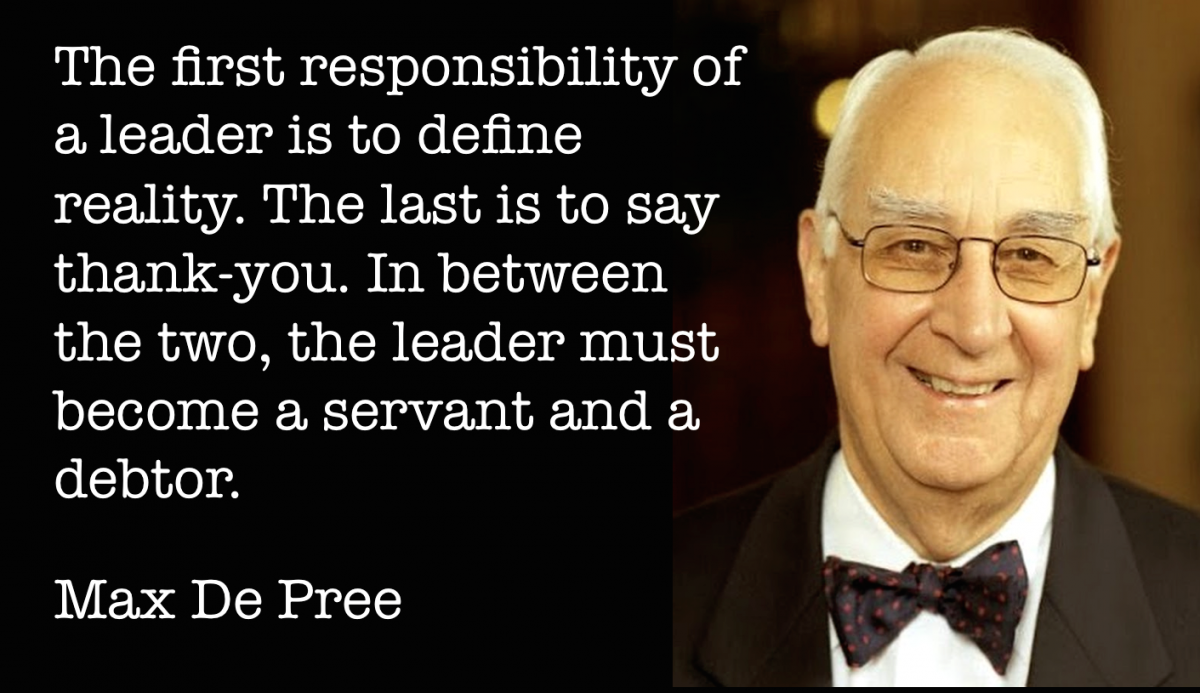 The first responsibility of
a leader is to define
reality. The last is to say
thank-you. In between
the two, the leader must
become a servant and a
debtor.
Max De Pree